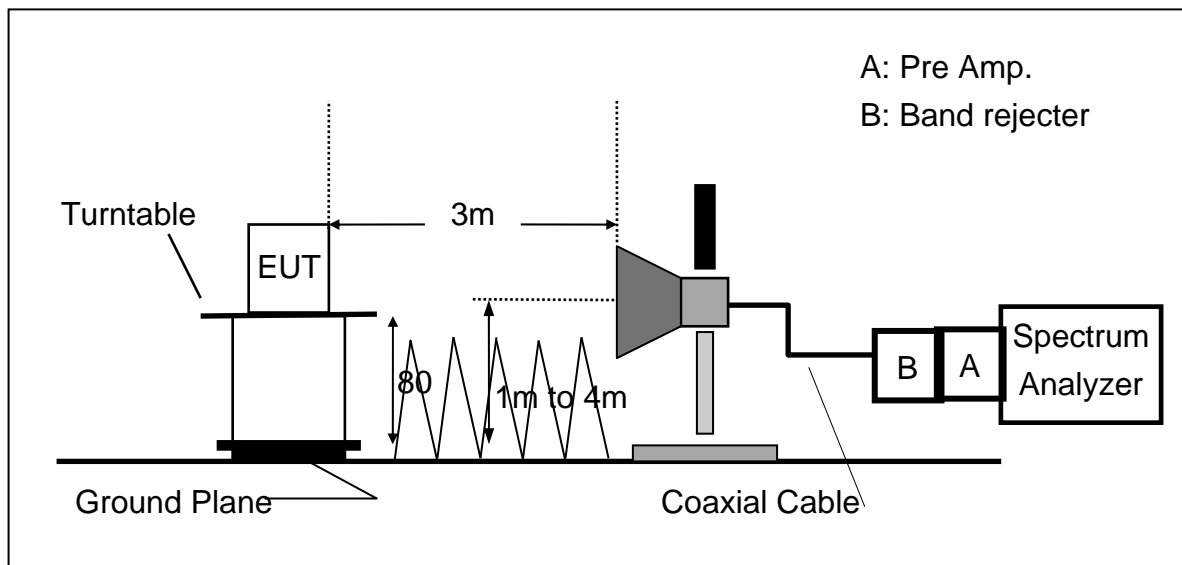 A: Pre Amp.
B: Band rejecter
Turntable
3m
EUT
80
1m to 4m
B
A
Spectrum
Analyzer
Ground Plane
Coaxial Cable